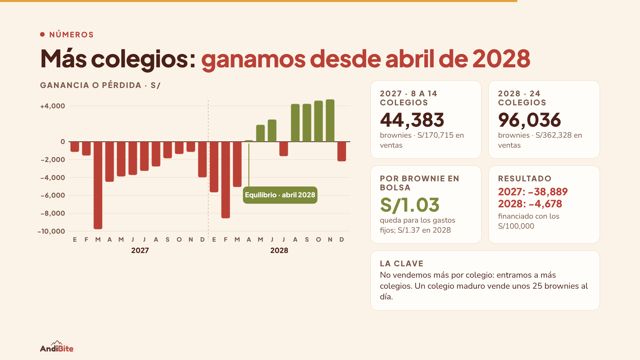 NÚMEROS
Más colegios: ganamos desde abril de 2028
GANANCIA O PÉRDIDA · S/
+4,000
0
-2,000
-4,000
-6,000
-8,000
-10,000
Equilibrio · abril 2028
E F M A M J J A S O N D E F M A M J J A S O N D
2027 2028
2027 · 8 A 14
COLEGIOS
44,383
brownies · S/170,715 en
ventas
2028 · 24
COLEGIOS
96,036
brownies · S/362,328 en
ventas
POR BROWNIE EN
BOLSA
S/1.03
queda para los gastos
fijos; S/1.37 en 2028
RESULTADO
2027: -38,889
2028: -4,678
financiado con los
S/100,000
LA CLAVE
No vendemos más por colegio: entramos a más
colegios. Un colegio maduro vende unos 25 brownies al
día.
AndiBite